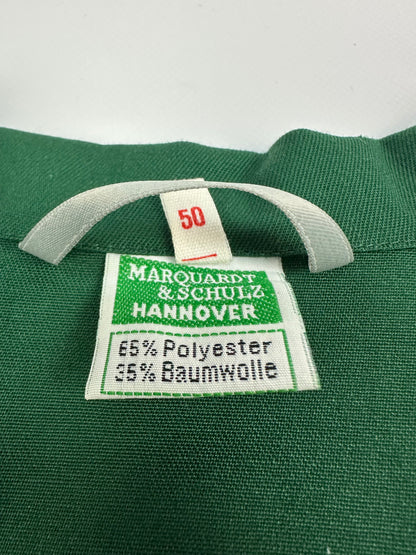 50
MARQUARDT
& SCHULZ
HANNOVER
65% Polyester
35% Baumwolle